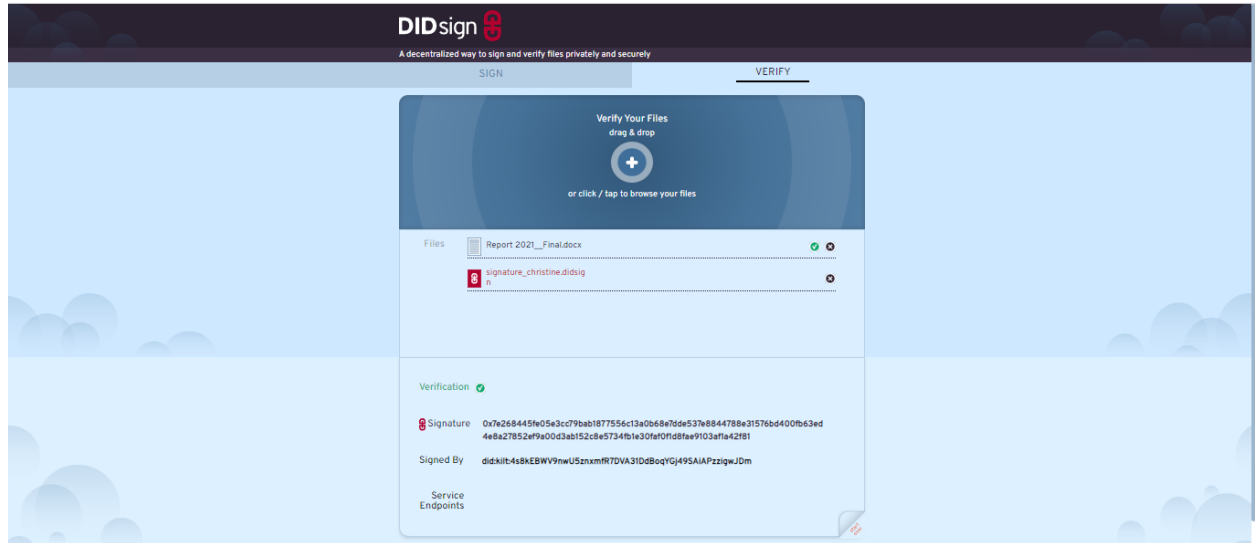 DIDsign
A decentralized way to sign and verify files privately and securely
SIGN
VERIFY
Verify Your Files
drag & drop
or click / tap to browse your files
Files
Report 2021__Final.docx
signature_christine.didsig
n
Verification
Signature
0x7e268445fe05e3cc79bab1877556c13a0b68e7dde537e8844788e31576bd400fb63ed
4e8a27852ef9a00d3ab152c8e5734fb1e30faf0f1d8fae9103af1a42f81
Signed By
did:kilt:4s8kEBWV9nwU5znxmfR7DVA31DdBoqYGj49SAiAPzzigwJDm
Service
Endpoints